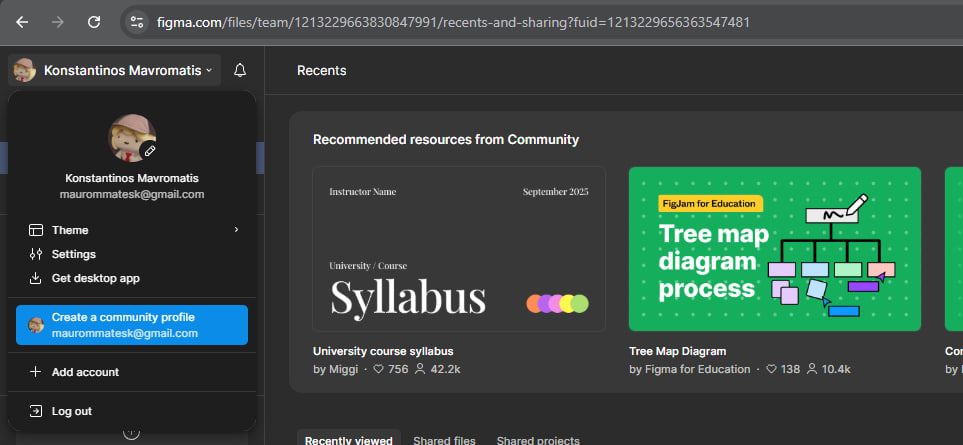 figma.com/files/team/1213229663830847991/recents-and-sharing?fuid=1213229656363547481
Konstantinos Mavromatis
Recents
Konstantinos Mavromatis
maurommatesk@gmail.com
Theme
Settings
Get desktop app
Create a community profile
maurommatesk@gmail.com
Add account
Log out
Recommended resources from Community
Instructor Name
September 2025
University / Course
Syllabus
University course syllabus
by Miggi · 756 42.2k
FigJam for Education
Tree map
diagram
process
Tree Map Diagram
by Figma for Education · 138 10.4k
Recently viewed
Shared files
Shared projects